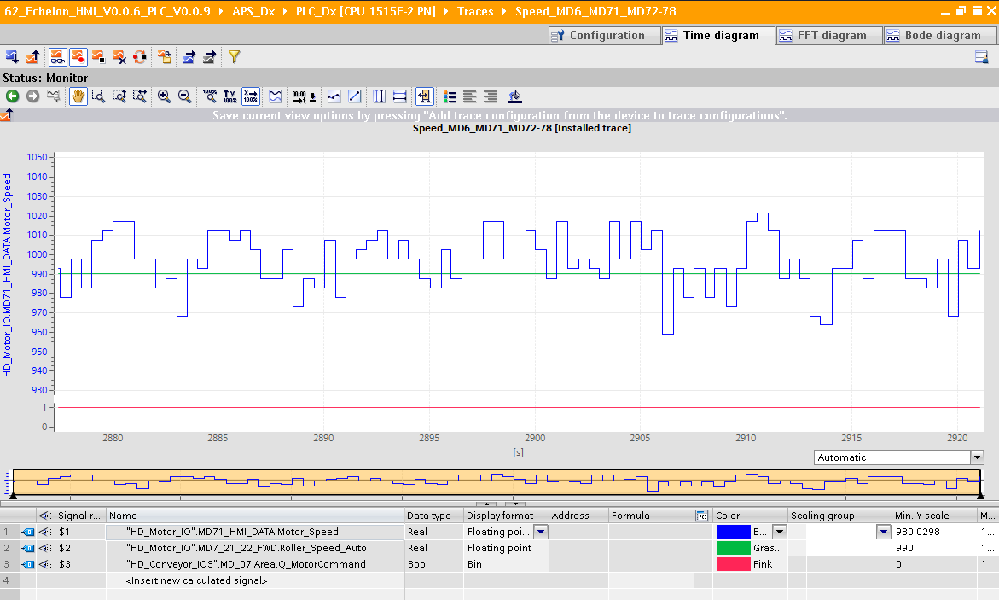 62_Echelon_HMI_V0.0.6_PLC_V0.0.9 APS_Dx PLC_Dx [CPU 1515F-2 PN] Traces Speed_MD6_MD71_MD72-78
Configuration Time diagram FFT diagram Bode diagram
Status: Monitor
Save current view options by pressing "Add trace configuration from the device to trace configurations".
Speed_MD6_MD71_MD72-78 [Installed trace]
HD_Motor_IO.MD71_HMI_DATA.Motor_Speed
1050
1040
1030
1020
1010
1000
990
980
970
960
950
940
930
1
0
2880 2885 2890 2895 2900 2905 2910 2915 2920
[s]
Automatic
Signal r... Name Data type Display format Address Formula Color Scaling group Min. Y scale M...
1 $1 "HD_Motor_IO".MD71_HMI_DATA.Motor_Speed Real Floating poi... B... 930.0298 1...
2 $2 "HD_Motor_IO".MD7_21_22_FWD.Roller_Speed_Auto Real Floating point Gras... 990 1...
3 $3 "HD_Conveyor_IOS".MD_07.Area.Q_MotorCommand Bool Bin Pink 0 1
4 <Insert new calculated signal>